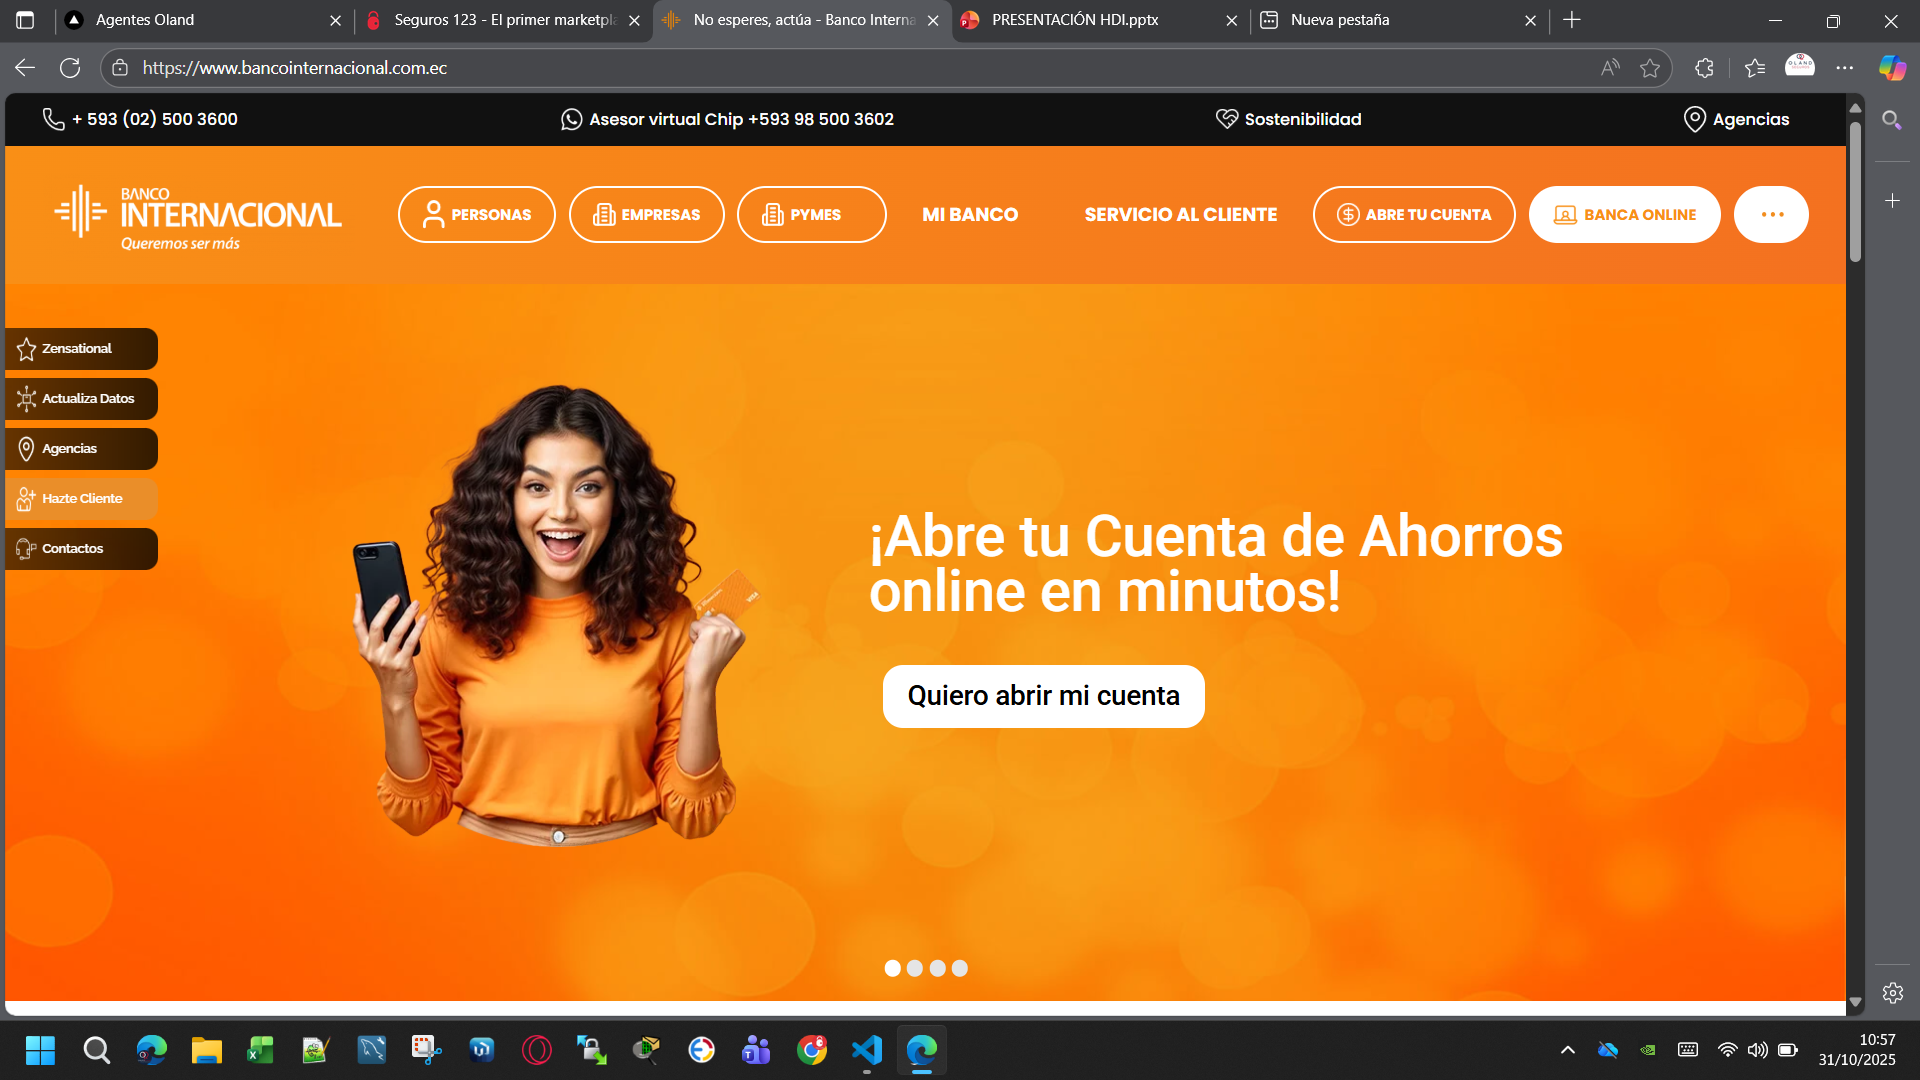 Agentes Oland
Seguros 123 - El primer marketpla
No esperes, actúa - Banco Interna
PRESENTACIÓN HDI.pptx
Nueva pestaña
https://www.bancointernacional.com.ec
+ 593 (02) 500 3600
Asesor virtual Chip +593 98 500 3602
Sostenibilidad
Agencias
BANCO
INTERNACIONAL
Queremos ser más
PERSONAS
EMPRESAS
PYMES
MI BANCO
SERVICIO AL CLIENTE
ABRE TU CUENTA
BANCA ONLINE
Zensational
Actualiza Datos
Agencias
Hazte Cliente
Contactos
¡Abre tu Cuenta de Ahorros
online en minutos!
Quiero abrir mi cuenta
10:57
31/10/2025